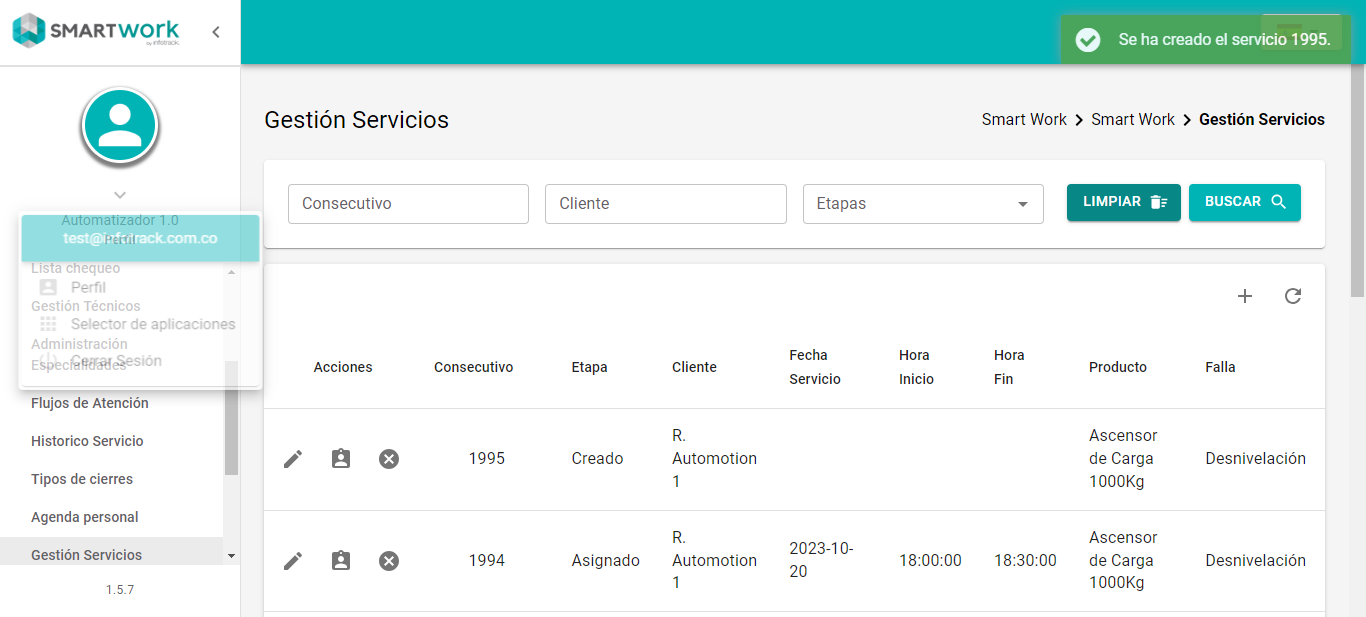 SMARTWORK
by infotrack.
Se ha creado el servicio 1995.
Gestión Servicios
Smart Work
Smart Work
Gestión Servicios
Consecutivo
Cliente
Etapas
LIMPIAR
BUSCAR
Automatizador 1.0
test@infotrack.com.co
Perfil
Lista chequeo
Perfil
Gestión Técnicos
Selector de aplicaciones
Administración
Cerrar Sesión
Especialidades
Flujos de Atención
Historico Servicio
Tipos de cierres
Agenda personal
Gestión Servicios
1.5.7
Acciones
Consecutivo
Etapa
Cliente
Fecha
Servicio
Hora
Inicio
Hora
Fin
Producto
Falla
1995
Creado
R.
Automotion
1
Ascensor
de Carga
1000Kg
Desnivelación
1994
Asignado
R.
Automotion
1
2023-10-
20
18:00:00
18:30:00
Ascensor
de Carga
1000Kg
Desnivelación